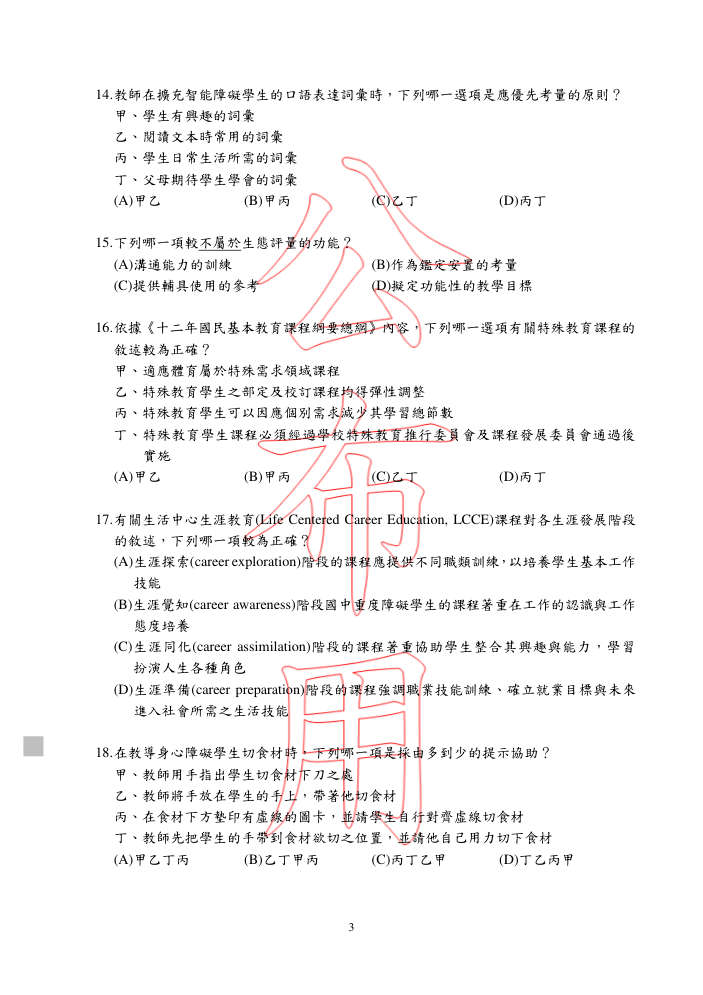 14.教師在擴充智能障礙學生的口語表達詞彙時，下列哪一選項是應優先考量的原則？
甲、學生有興趣的詞彙
乙、閱讀文本時常用的詞彙
丙、學生日常生活所需的詞彙
丁、父母期待學生學會的詞彙
(A)甲乙 (B)甲丙 (C)乙丁 (D)丙丁
15.下列哪一項較不屬於生態評量的功能？
(A)溝通能力的訓練 (B)作為鑑定安置的考量
(C)提供輔具使用的參考 (D)擬定功能性的教學目標
16.依據《十二年國民基本教育課程綱要總綱》內容，下列哪一選項有關特殊教育課程的
敘述較為正確？
甲、適應體育屬於特殊需求領域課程
乙、特殊教育學生之部定及校訂課程均得彈性調整
丙、特殊教育學生可以因應個別需求減少其學習總節數
丁、特殊教育學生課程必須經過學校特殊教育推行委員會及課程發展委員會通過後
實施
(A)甲乙 (B)甲丙 (C)乙丁 (D)丙丁
17.有關生活中心生涯教育(Life Centered Career Education, LCCE)課程對各生涯發展階段
的敘述，下列哪一項較為正確？
(A)生涯探索(career exploration)階段的課程應提供不同職類訓練，以培養學生基本工作
技能
(B)生涯覺知(career awareness)階段國中重度障礙學生的課程著重在工作的認識與工作
態度培養
(C)生涯同化(career assimilation)階段的課程著重協助學生整合其興趣與能力，學習
扮演人生各種角色
(D)生涯準備(career preparation)階段的課程強調職業技能訓練、確立就業目標與未來
進入社會所需之生活技能
18.在教導身心障礙學生切食材時，下列哪一項是採由多到少的提示協助？
甲、教師用手指出學生切食材下刀之處
乙、教師將手放在學生的手上，帶著他切食材
丙、在食材下方墊印有虛線的圖卡，並請學生自行對齊虛線切食材
丁、教師先把學生的手帶到食材欲切之位置，並請他自己用力切下食材
(A)甲乙丁丙 (B)乙丁甲丙 (C)丙丁乙甲 (D)丁乙丙甲
3
公布用